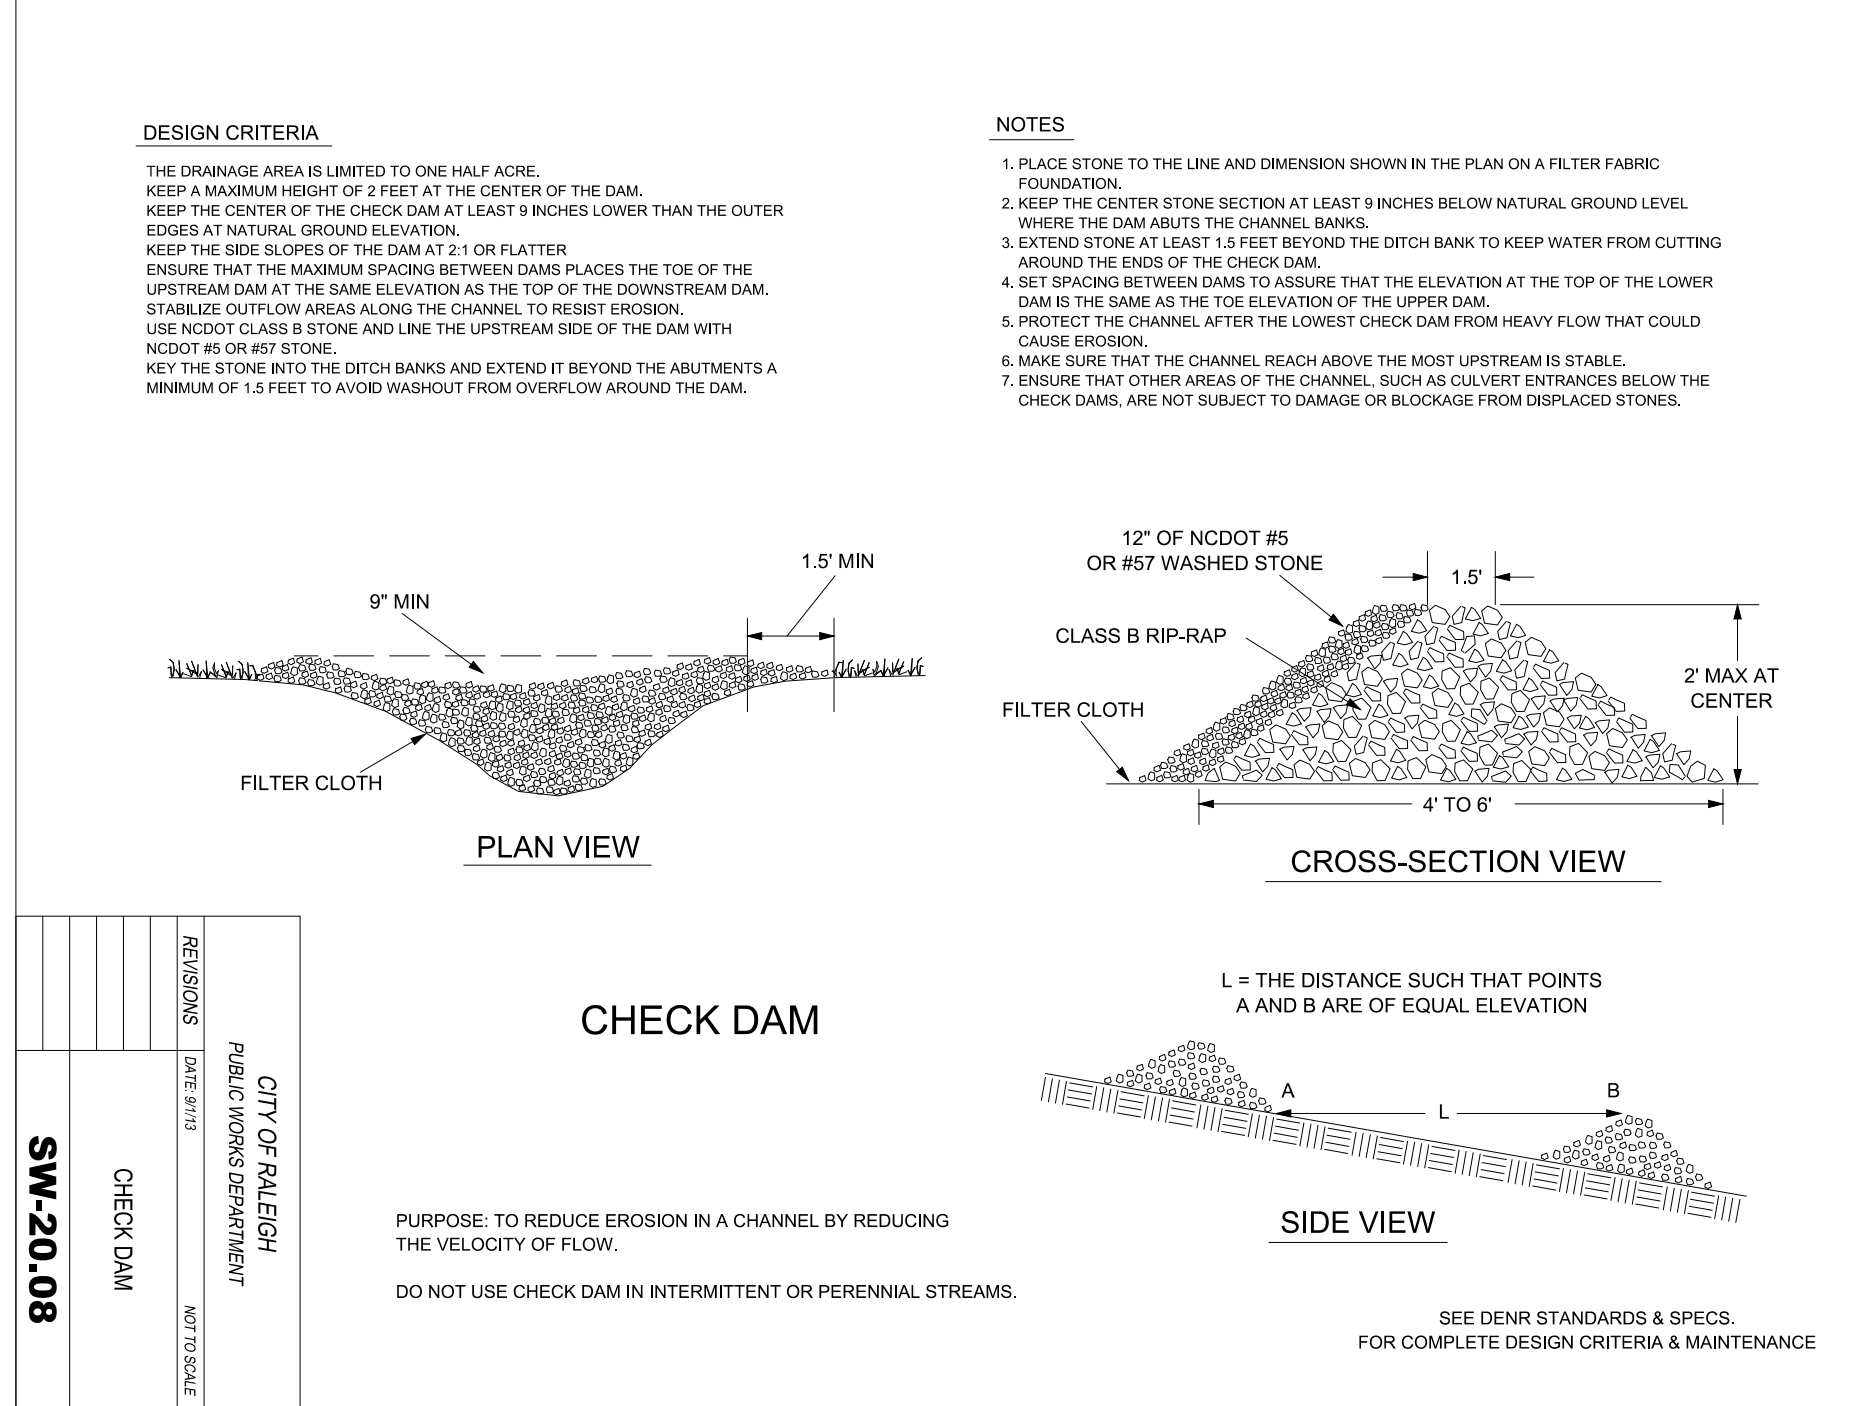 DESIGN CRITERIA
THE DRAINAGE AREA IS LIMITED TO ONE HALF ACRE.
KEEP A MAXIMUM HEIGHT OF 2 FEET AT THE CENTER OF THE DAM.
KEEP THE CENTER OF THE CHECK DAM AT LEAST 9 INCHES LOWER THAN THE OUTER
EDGES AT NATURAL GROUND ELEVATION.
KEEP THE SIDE SLOPES OF THE DAM AT 2:1 OR FLATTER
ENSURE THAT THE MAXIMUM SPACING BETWEEN DAMS PLACES THE TOE OF THE
UPSTREAM DAM AT THE SAME ELEVATION AS THE TOP OF THE DOWNSTREAM DAM.
STABILIZE OUTFLOW AREAS ALONG THE CHANNEL TO RESIST EROSION.
USE NCDOT CLASS B STONE AND LINE THE UPSTREAM SIDE OF THE DAM WITH
NCDOT #5 OR #57 STONE.
KEY THE STONE INTO THE DITCH BANKS AND EXTEND IT BEYOND THE ABUTMENTS A
MINIMUM OF 1.5 FEET TO AVOID WASHOUT FROM OVERFLOW AROUND THE DAM.
NOTES
1. PLACE STONE TO THE LINE AND DIMENSION SHOWN IN THE PLAN ON A FILTER FABRIC
FOUNDATION.
2. KEEP THE CENTER STONE SECTION AT LEAST 9 INCHES BELOW NATURAL GROUND LEVEL
WHERE THE DAM ABUTS THE CHANNEL BANKS.
3. EXTEND STONE AT LEAST 1.5 FEET BEYOND THE DITCH BANK TO KEEP WATER FROM CUTTING
AROUND THE ENDS OF THE CHECK DAM.
4. SET SPACING BETWEEN DAMS TO ASSURE THAT THE ELEVATION AT THE TOP OF THE LOWER
DAM IS THE SAME AS THE TOE ELEVATION OF THE UPPER DAM.
5. PROTECT THE CHANNEL AFTER THE LOWEST CHECK DAM FROM HEAVY FLOW THAT COULD
CAUSE EROSION.
6. MAKE SURE THAT THE CHANNEL REACH ABOVE THE MOST UPSTREAM IS STABLE.
7. ENSURE THAT OTHER AREAS OF THE CHANNEL, SUCH AS CULVERT ENTRANCES BELOW THE
CHECK DAMS, ARE NOT SUBJECT TO DAMAGE OR BLOCKAGE FROM DISPLACED STONES.
1.5' MIN
9" MIN
FILTER CLOTH
PLAN VIEW
12" OF NCDOT #5
OR #57 WASHED STONE
1.5'
CLASS B RIP-RAP
2' MAX AT
CENTER
FILTER CLOTH
4' TO 6'
CROSS-SECTION VIEW
CHECK DAM
L = THE DISTANCE SUCH THAT POINTS
A AND B ARE OF EQUAL ELEVATION
A
B
L
SIDE VIEW
PURPOSE: TO REDUCE EROSION IN A CHANNEL BY REDUCING
THE VELOCITY OF FLOW.
DO NOT USE CHECK DAM IN INTERMITTENT OR PERENNIAL STREAMS.
SEE DENR STANDARDS & SPECS.
FOR COMPLETE DESIGN CRITERIA & MAINTENANCE
CITY OF RALEIGH
PUBLIC WORKS DEPARTMENT
REVISIONS
DATE: 9/1/13
NOT TO SCALE
CHECK DAM
SW-20.08